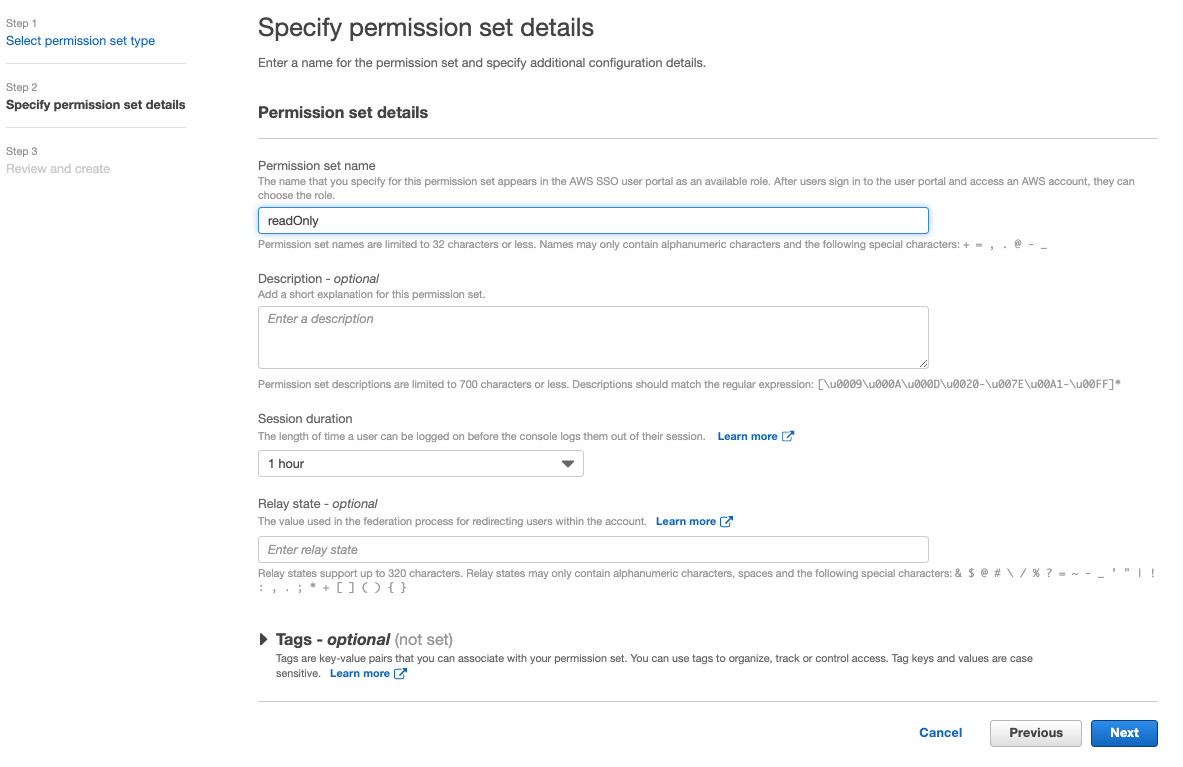 Step 1
Select permission set type
Step 2
Specify permission set details
Step 3
Review and create
Specify permission set details
Enter a name for the permission set and specify additional configuration details.
Permission set details
Permission set name
The name that you specify for this permission set appears in the AWS SSO user portal as an available role. After users sign in to the user portal and access an AWS account, they can
choose the role.
readOnly
Permission set names are limited to 32 characters or less. Names may only contain alphanumeric characters and the following special characters: + = , . @ - _
Description - optional
Add a short explanation for this permission set.
Enter a description
Permission set descriptions are limited to 700 characters or less. Descriptions should match the regular expression: [\u0009\u000A\u000D\u0020-\u007E\u00A1-\u00FF]*
Session duration
The length of time a user can be logged on before the console logs them out of their session. Learn more
1 hour
Relay state - optional
The value used in the federation process for redirecting users within the account. Learn more
Enter relay state
Relay states support up to 320 characters. Relay states may only contain alphanumeric characters, spaces and the following special characters: & $ @ # \ / % ? = ~ - _ ' " | !
: , . ; * + [ ] ( ) { }
Tags - optional (not set)
Tags are key-value pairs that you can associate with your permission set. You can use tags to organize, track or control access. Tag keys and values are case
sensitive. Learn more
Cancel Previous Next